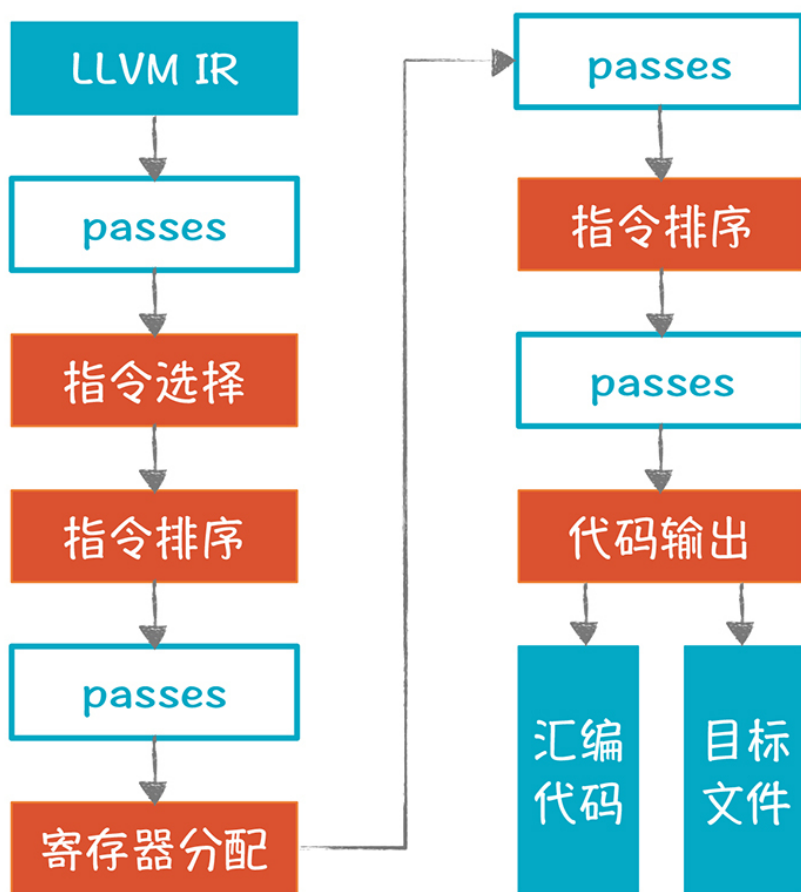 LLVM IR
passes
指令选择
指令排序
passes
寄存器分配
passes
指令排序
passes
代码输出
汇编
代码
目标
文件